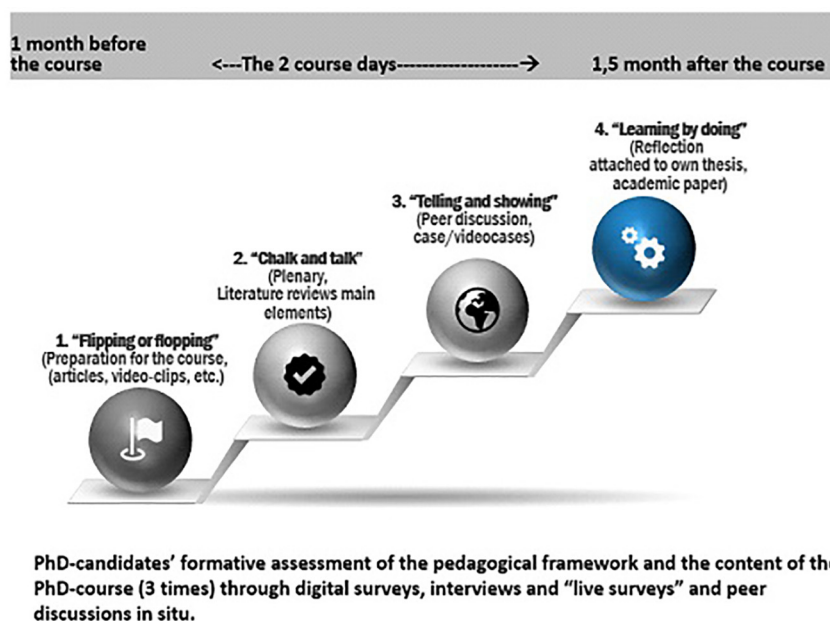 1 month before
the course
<---The 2 course days-------------------→
1,5 month after the course
4. “Learning by doing”
(Reflection
attached to own thesis,
academic paper)
3. “Telling and showing”
(Peer discussion,
case/videocases)
2. “Chalk and talk”
(Plenary,
Literature reviews main
elements)
1. “Flipping or flopping”
(Preparation for the course,
(articles, video-clips, etc.)
PhD-candidates’ formative assessment of the pedagogical framework and the content of the
PhD-course (3 times) through digital surveys, interviews and “live surveys” and peer
discussions in situ.